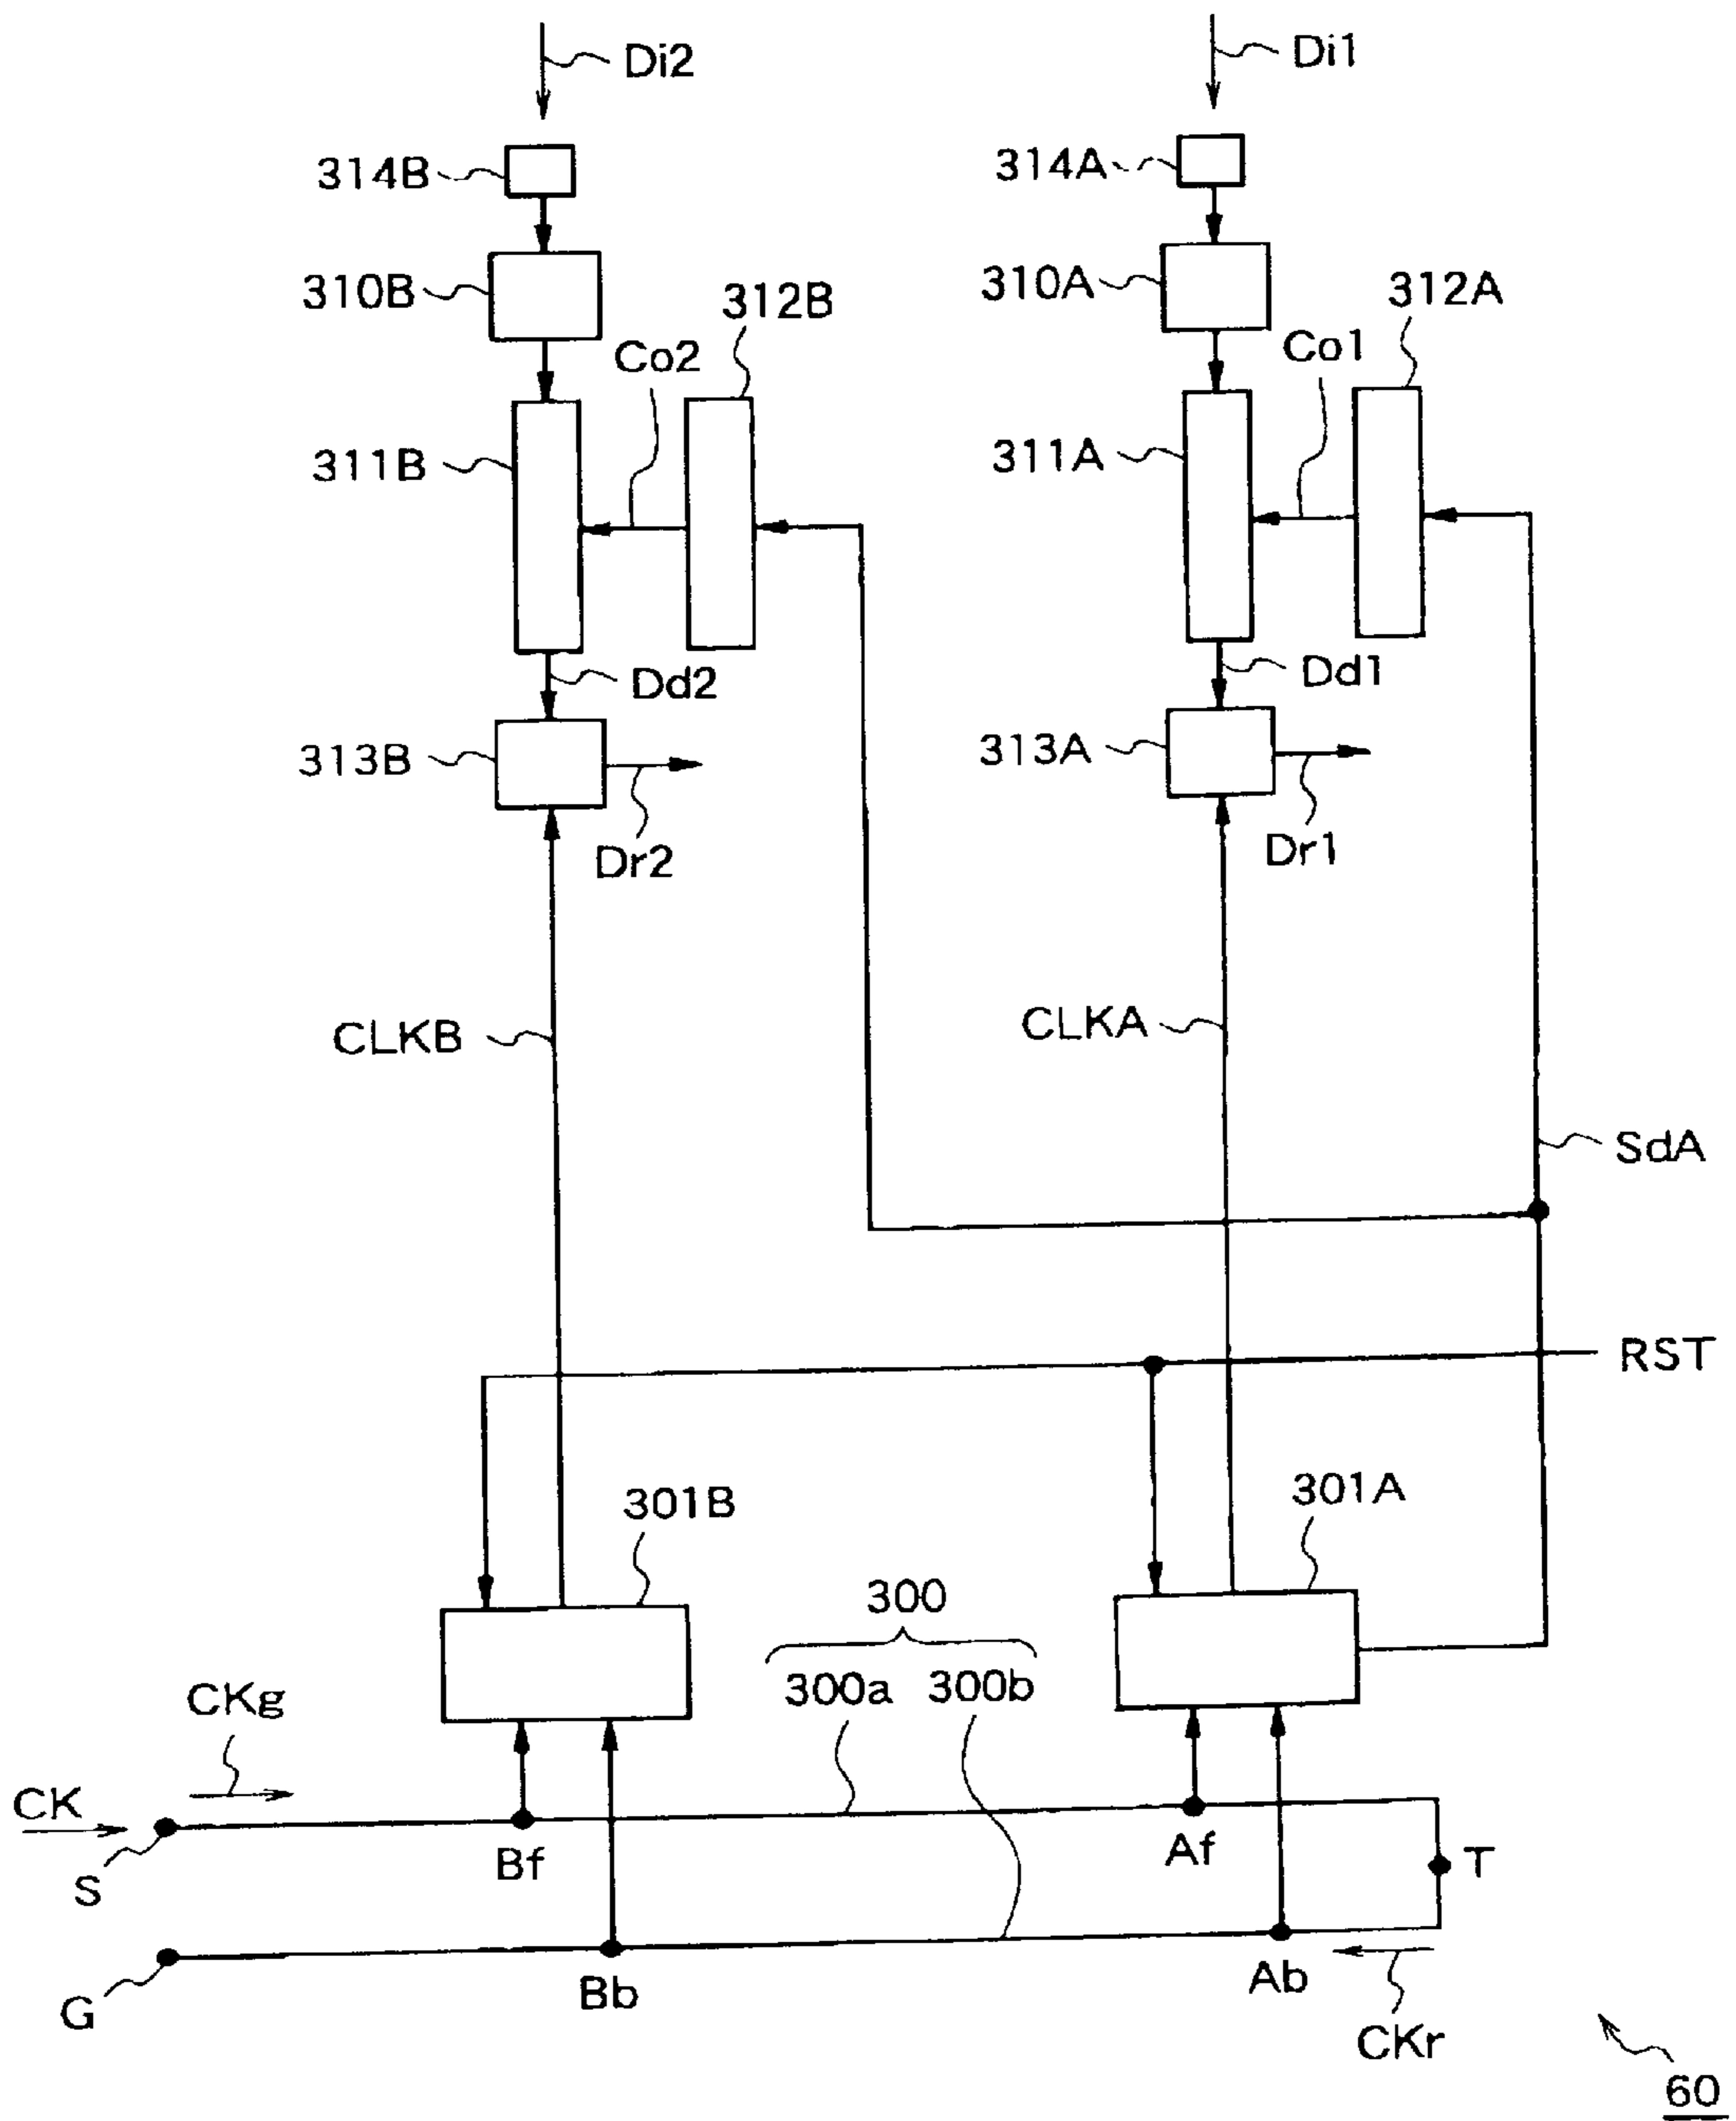 Di2
Di1
314B
314A
310B
312B
310A
312A
Co2
Co1
311B
311A
Dd2
Dd1
313B
313A
Dr2
Dr1
CLKB
CLKA
SdA
RST
301B
301A
300
300a
300b
CKg
CK
S
Bf
Af
T
G
Bb
Ab
CKr
60